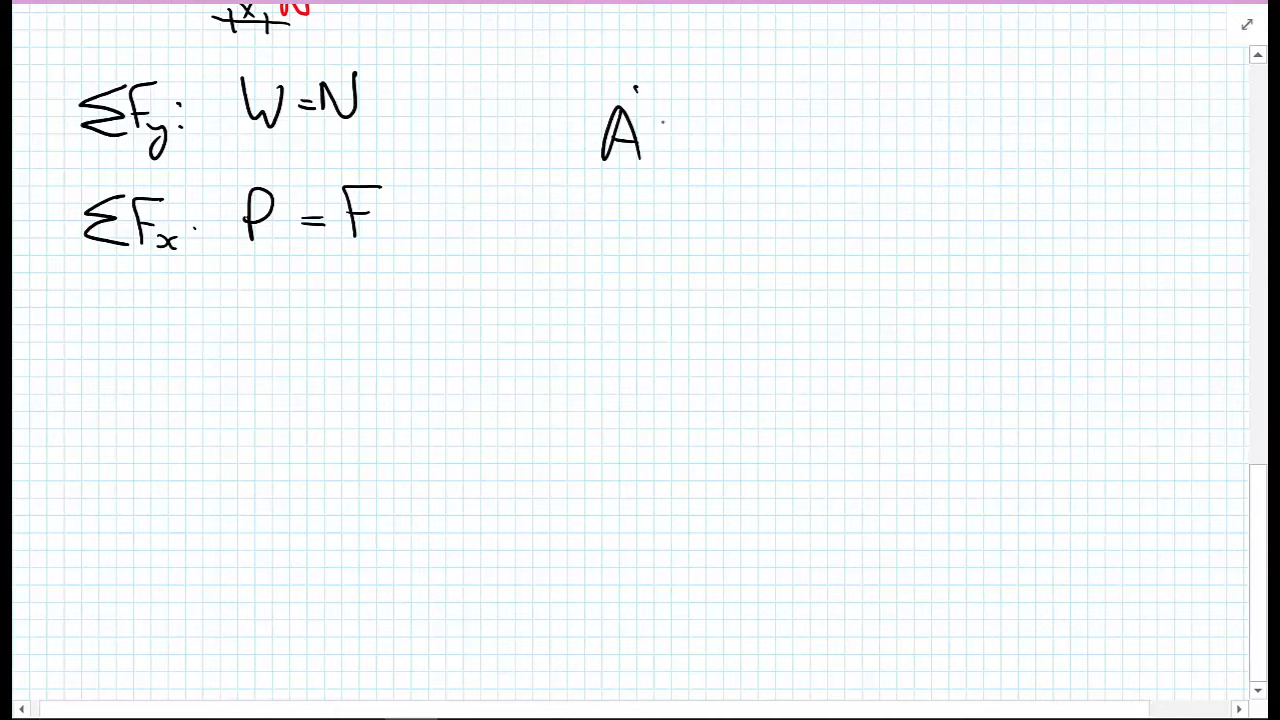 x N
ΣFy: W = N
A
ΣFx. P = F